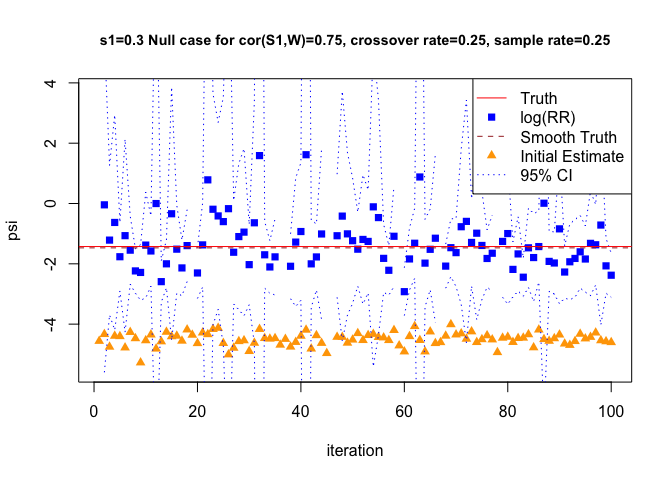 s1=0.3 Null case for cor(S1,W)=0.75, crossover rate=0.25, sample rate=0.25
psi
4
2
0
-2
-4
Truth
log(RR)
Smooth Truth
Initial Estimate
95% CI
0 20 40 60 80 100
iteration